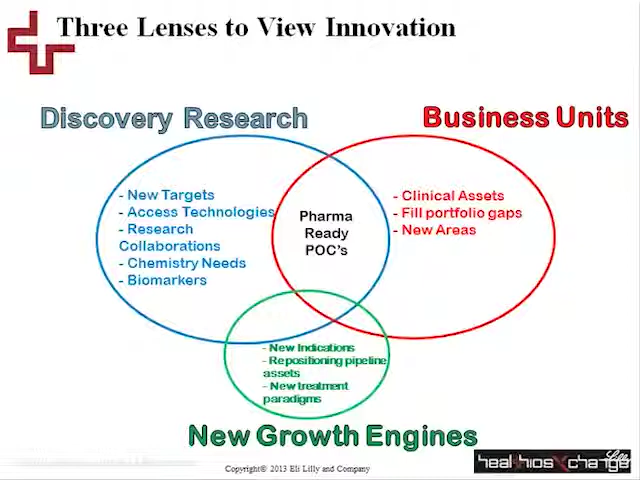 Three Lenses to View Innovation
Discovery Research
Business Units
- New Targets
- Access Technologies
- Research
Collaborations
- Chemistry Needs
- Biomarkers
Pharma
Ready
POC's
- Clinical Assets
- Fill portfolio gaps
- New Areas
- New Indications
- Repositioning pipeline
assets
- New treatment
paradigms
New Growth Engines
Copyright© 2013 Eli Lilly and Company
Lilly